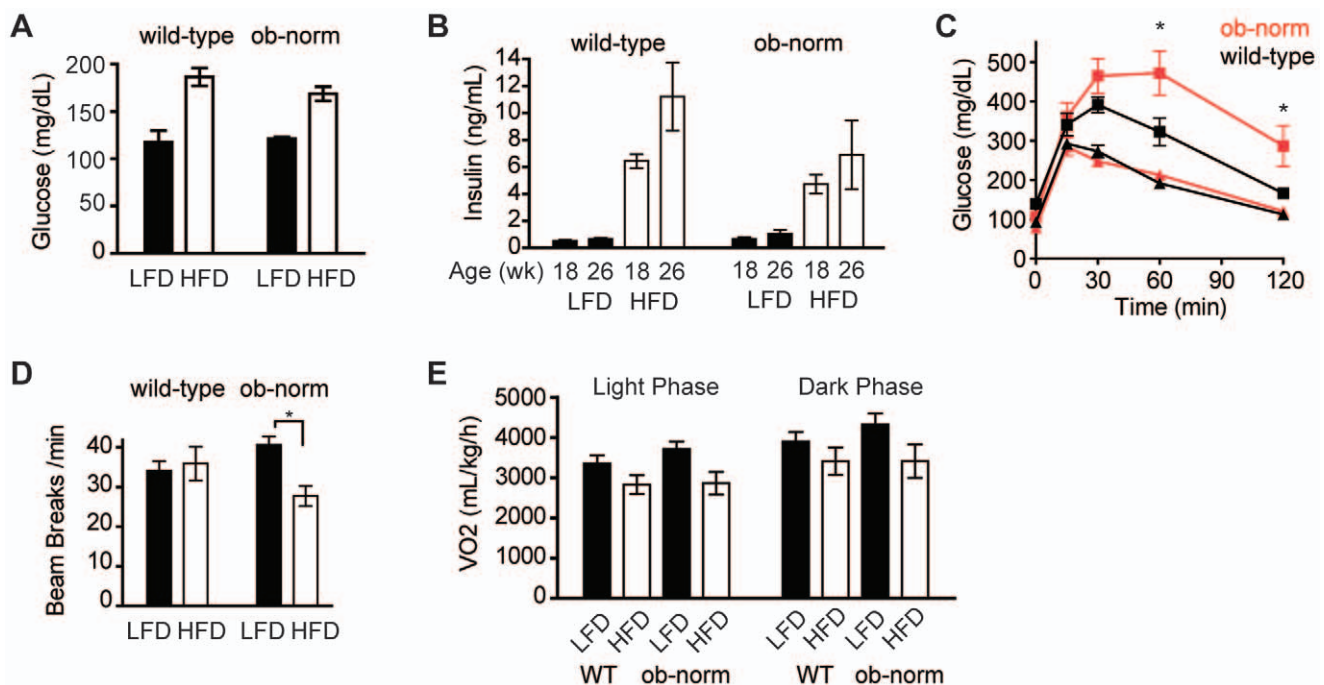 A
wild-type ob-norm
Glucose (mg/dL)
200
150
100
50
0
LFD HFD LFD HFD
B
wild-type ob-norm
Insulin (ng/mL)
14
12
10
8
6
4
2
0
Age (wk) 18 26 18 26 18 26 18 26
LFD HFD LFD HFD
C
ob-norm
wild-type
* *
Glucose (mg/dL)
500
400
300
200
100
0
0 30 60 90 120
Time (min)
D
wild-type ob-norm
*
Beam Breaks /min
40
30
20
10
0
LFD HFD LFD HFD
E
Light Phase Dark Phase
VO2 (mL/kg/h)
5000
4000
3000
2000
1000
0
LFD HFD LFD HFD LFD HFD LFD HFD
WT ob-norm WT ob-norm